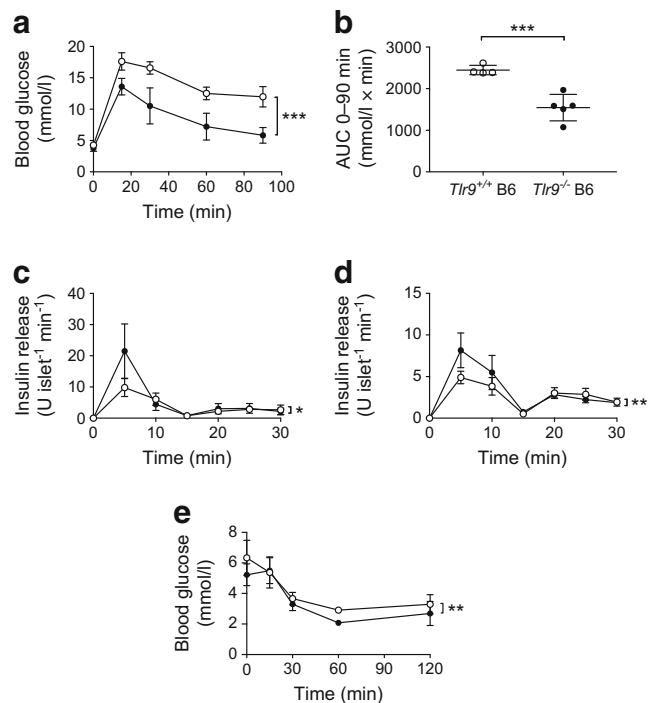 a
Blood glucose
(mmol/l)
20
15
10
5
0
0 20 40 60 80 100
Time (min)
***
b
AUC 0–90 min
(mmol/l × min)
3000
2000
1000
0
***
Tlr9+/+ B6 Tlr9-/- B6
c
Insulin release
(U islet-1 min-1)
40
30
20
10
0
0 10 20 30
Time (min)
*
d
Insulin release
(U islet-1 min-1)
15
10
5
0
0 10 20 30
Time (min)
**
e
Blood glucose
(mmol/l)
8
6
4
2
0
0 30 60 90 120
Time (min)
**